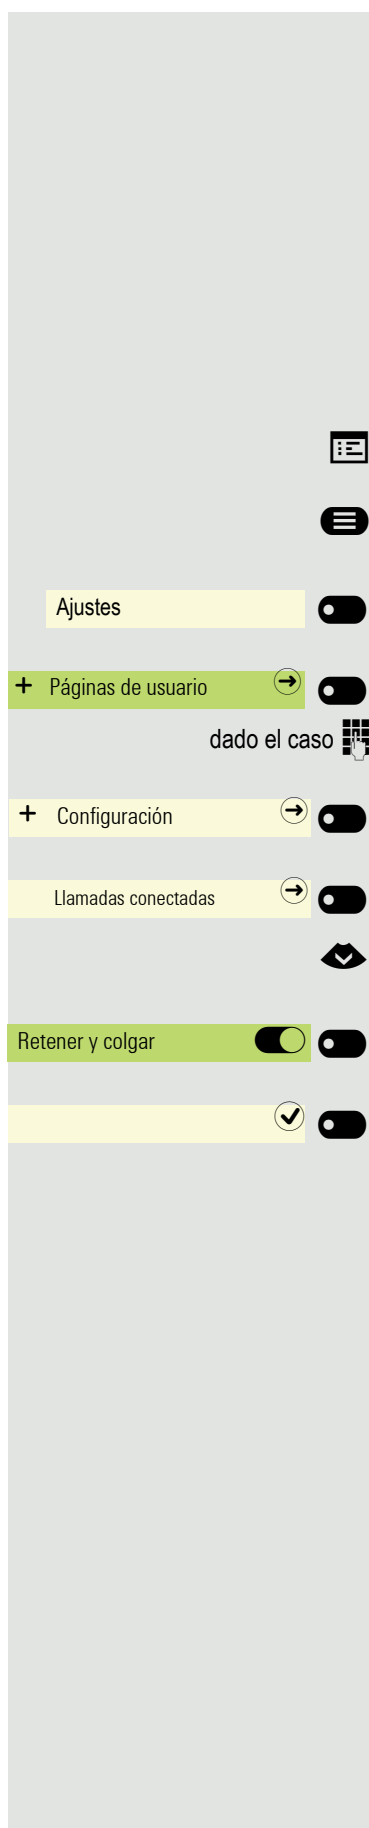 Ajustes
Páginas de usuario
dado el caso
Configuración
Llamadas conectadas
Retener y colgar